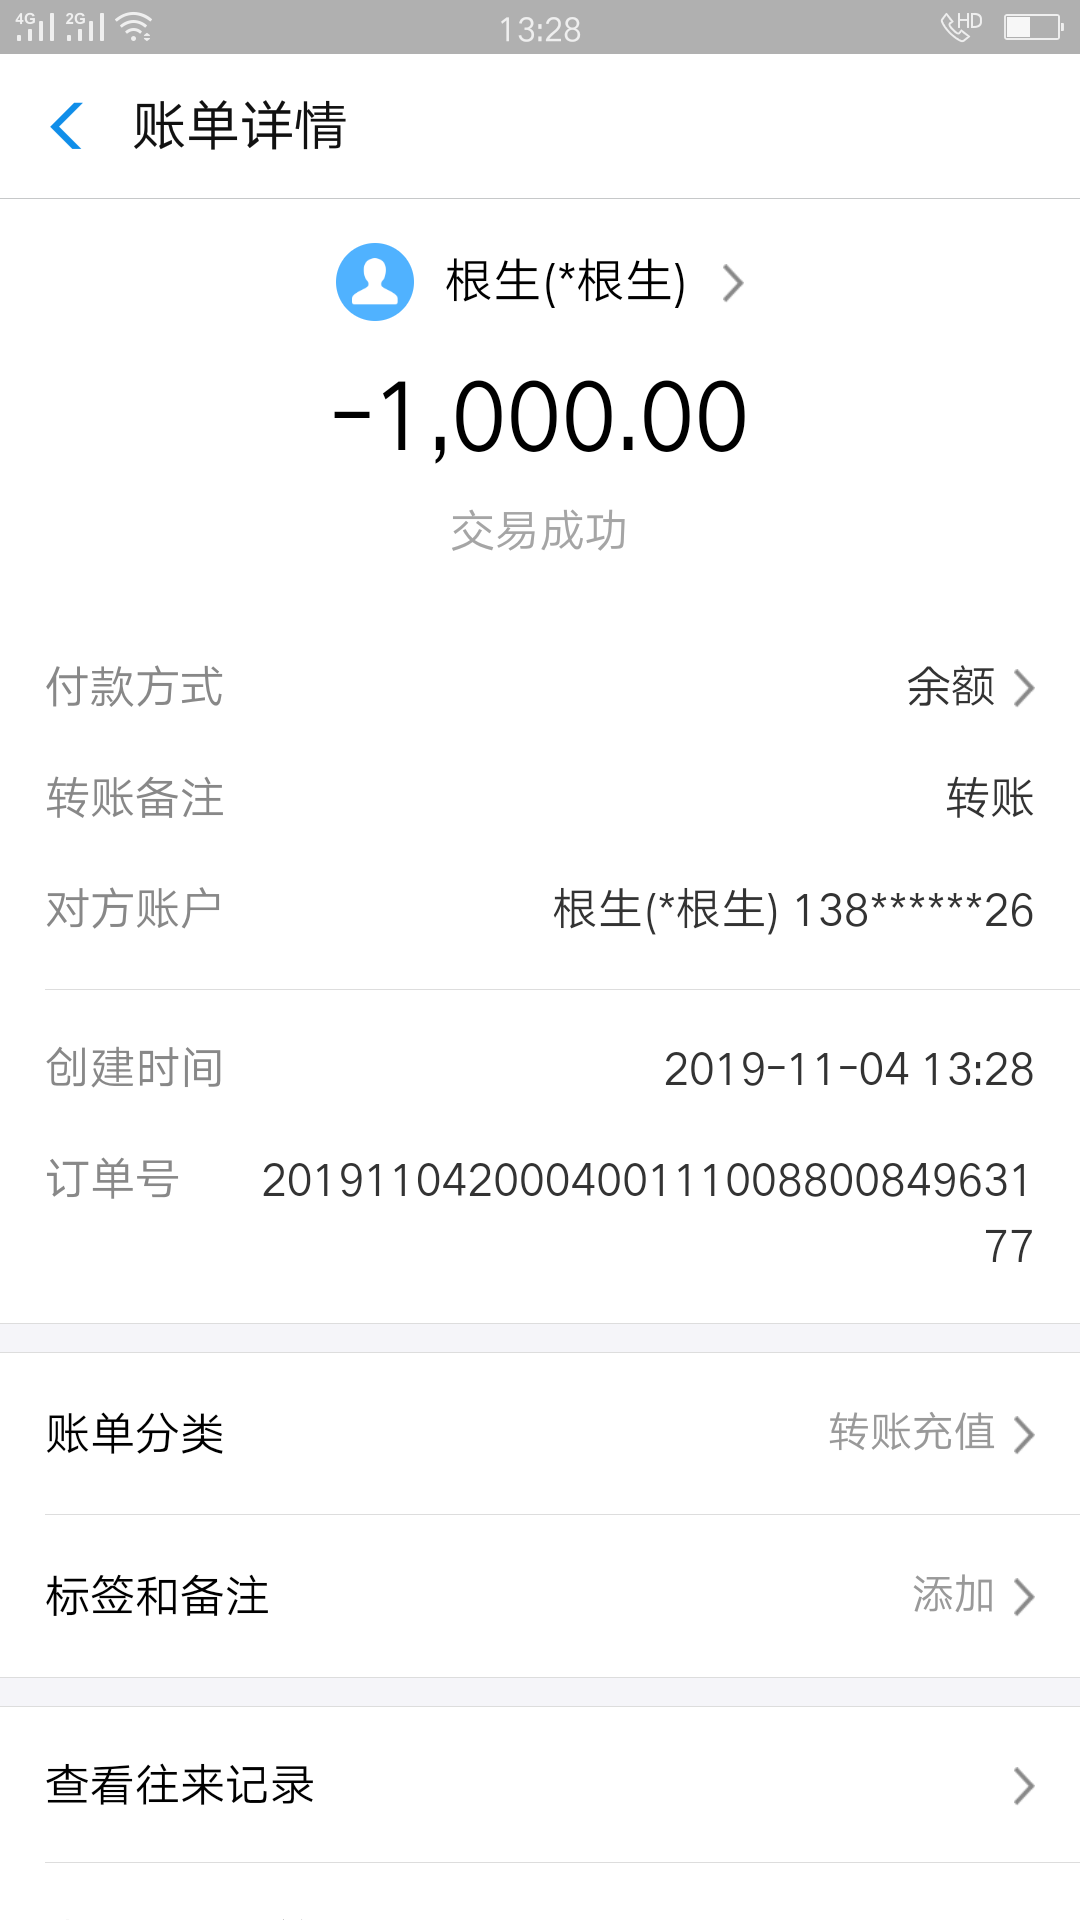 4G 2G 13:28 HD
账单详情
根生(*根生)
-1,000.00
交易成功
付款方式 余额
转账备注 转账
对方账户 根生(*根生) 138******26
创建时间 2019-11-04 13:28
订单号 201911042000400111008800849631
77
账单分类 转账充值
标签和备注 添加
查看往来记录